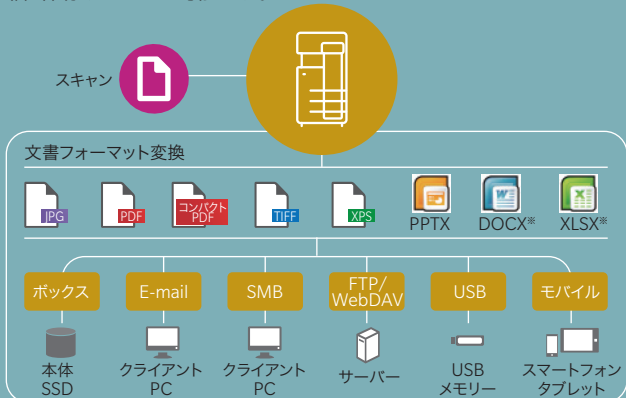 スキャン
文書フォーマット変換
JPG
PDF
コンパクト
PDF
TIFF
XPS
PPTX
DOCX※
XLSX※
ボックス
E-mail
SMB
FTP/
WebDAV
USB
モバイル
本体
SSD
クライアント
PC
クライアント
PC
サーバー
USB
メモリー
スマートフォン
タブレット